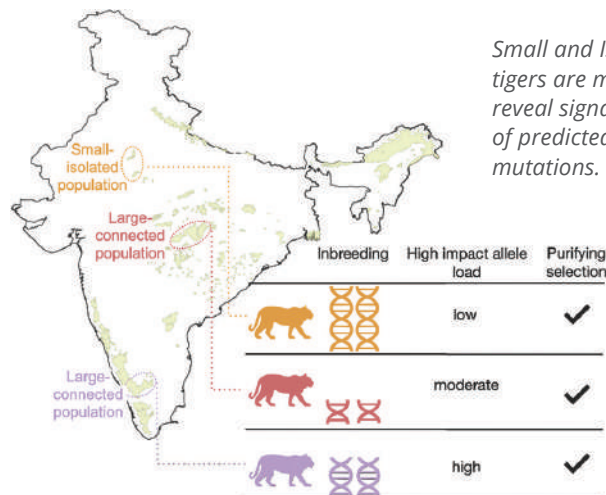 Small and I
tigers are m
reveal signa
of predicted
mutations.
Small-
isolated
population
Large-
connected
population
Large-
connected
population
Inbreeding
High impact allele
load
Purifying
selection
low
moderate
high